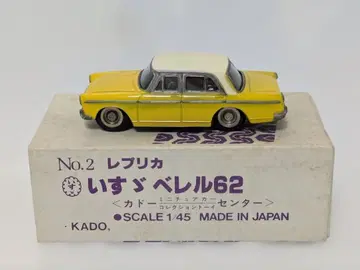 No.2 レプリカ
いすゞベレル62
<カドー ミニチュアカー コレクショントーイ センター>
●SCALE 1/45 MADE IN JAPAN
KADO.